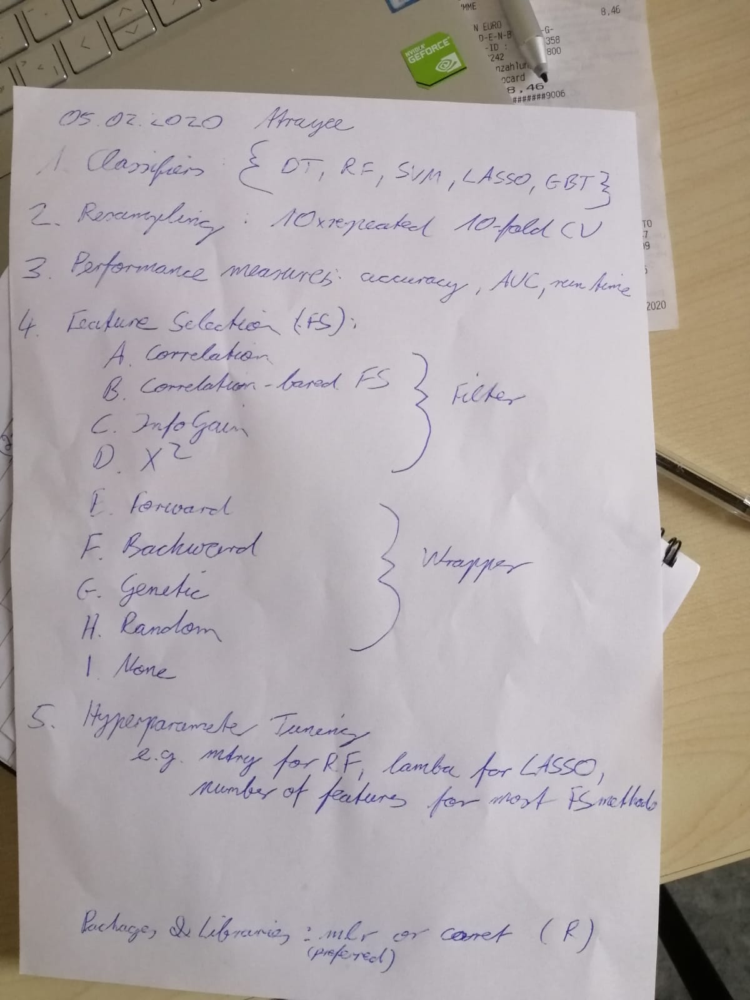 'MME
8,46
N EURO
O-E-N-B
-G-
-ID :
358
242
800
nzahlun
ocard
8,46
#######9006
NVIDIA
GEFORCE
05.02.2020 Atrayee
1. Classifiers : { DT, RF, SVM, LASSO, GBT }
2. Resampling : 10xrepeated 10-fold CV
3. Performance measures: accuracy, AUC, run time
4. Feature Selection (FS):
A. Correlation
B. Correlation-based FS
Filter
C. InfoGain
D. X²
E. Forward
F. Backward
Wrapper
G. Genetic
H. Random
I. None
5. Hyperparameter Tuning
e.g. mtry for RF, lamba for LASSO,
number of features for most FS methods
Packages & Libraries : mlr or caret (R)
(preferred)
TO
2020